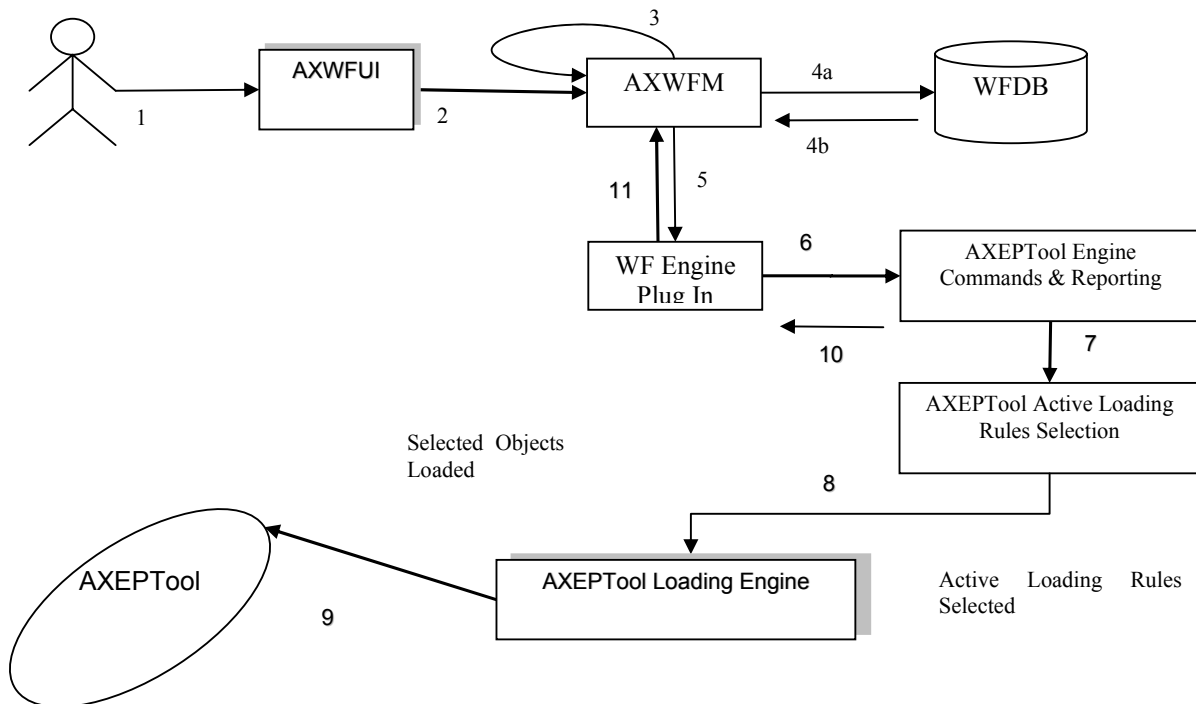 3
AXWFUI
AXWFM
4a
WFDB
1
2
4b
11
5
6
WF Engine
Plug In
AXEPTool Engine
Commands & Reporting
10
7
AXEPTool Active Loading
Rules Selection
Selected Objects
Loaded
8
AXEPTool
AXEPTool Loading Engine
Active Loading Rules
Selected
9